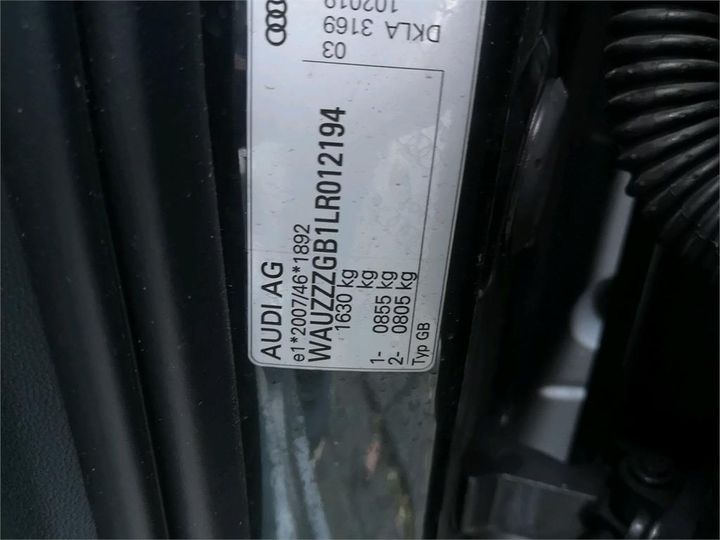 AUDI AG
e1*2007/46*1892
WAUZZZGB1LR012194
1630 kg
1- 0855 kg
2- 0805 kg
Typ GB
03
DKLA 3169
102019